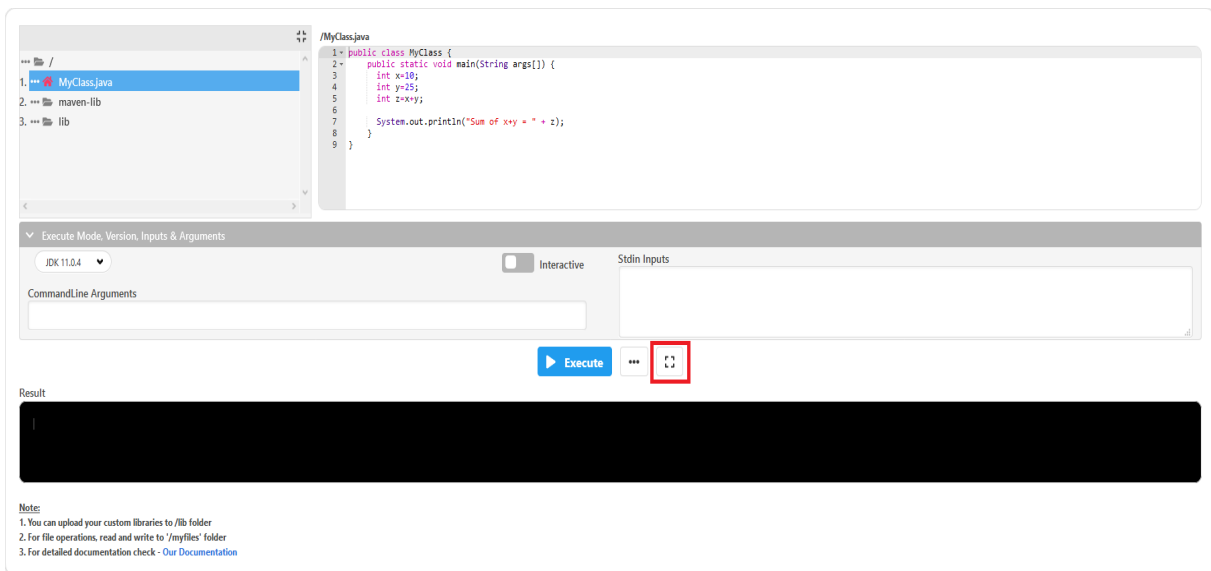 /
1. MyClass.java
2. maven-lib
3. lib
/MyClass.java
1 public class MyClass {
2 public static void main(String args[]) {
3 int x=10;
4 int y=25;
5 int z=x+y;
6
7 System.out.println("Sum of x+y = " + z);
8 }
9 }
Execute Mode, Version, Inputs & Arguments
JDK 11.0.4
Interactive
Stdin Inputs
CommandLine Arguments
Execute
Result
Note:
1. You can upload your custom libraries to /lib folder
2. For file operations, read and write to '/myfiles' folder
3. For detailed documentation check - Our Documentation